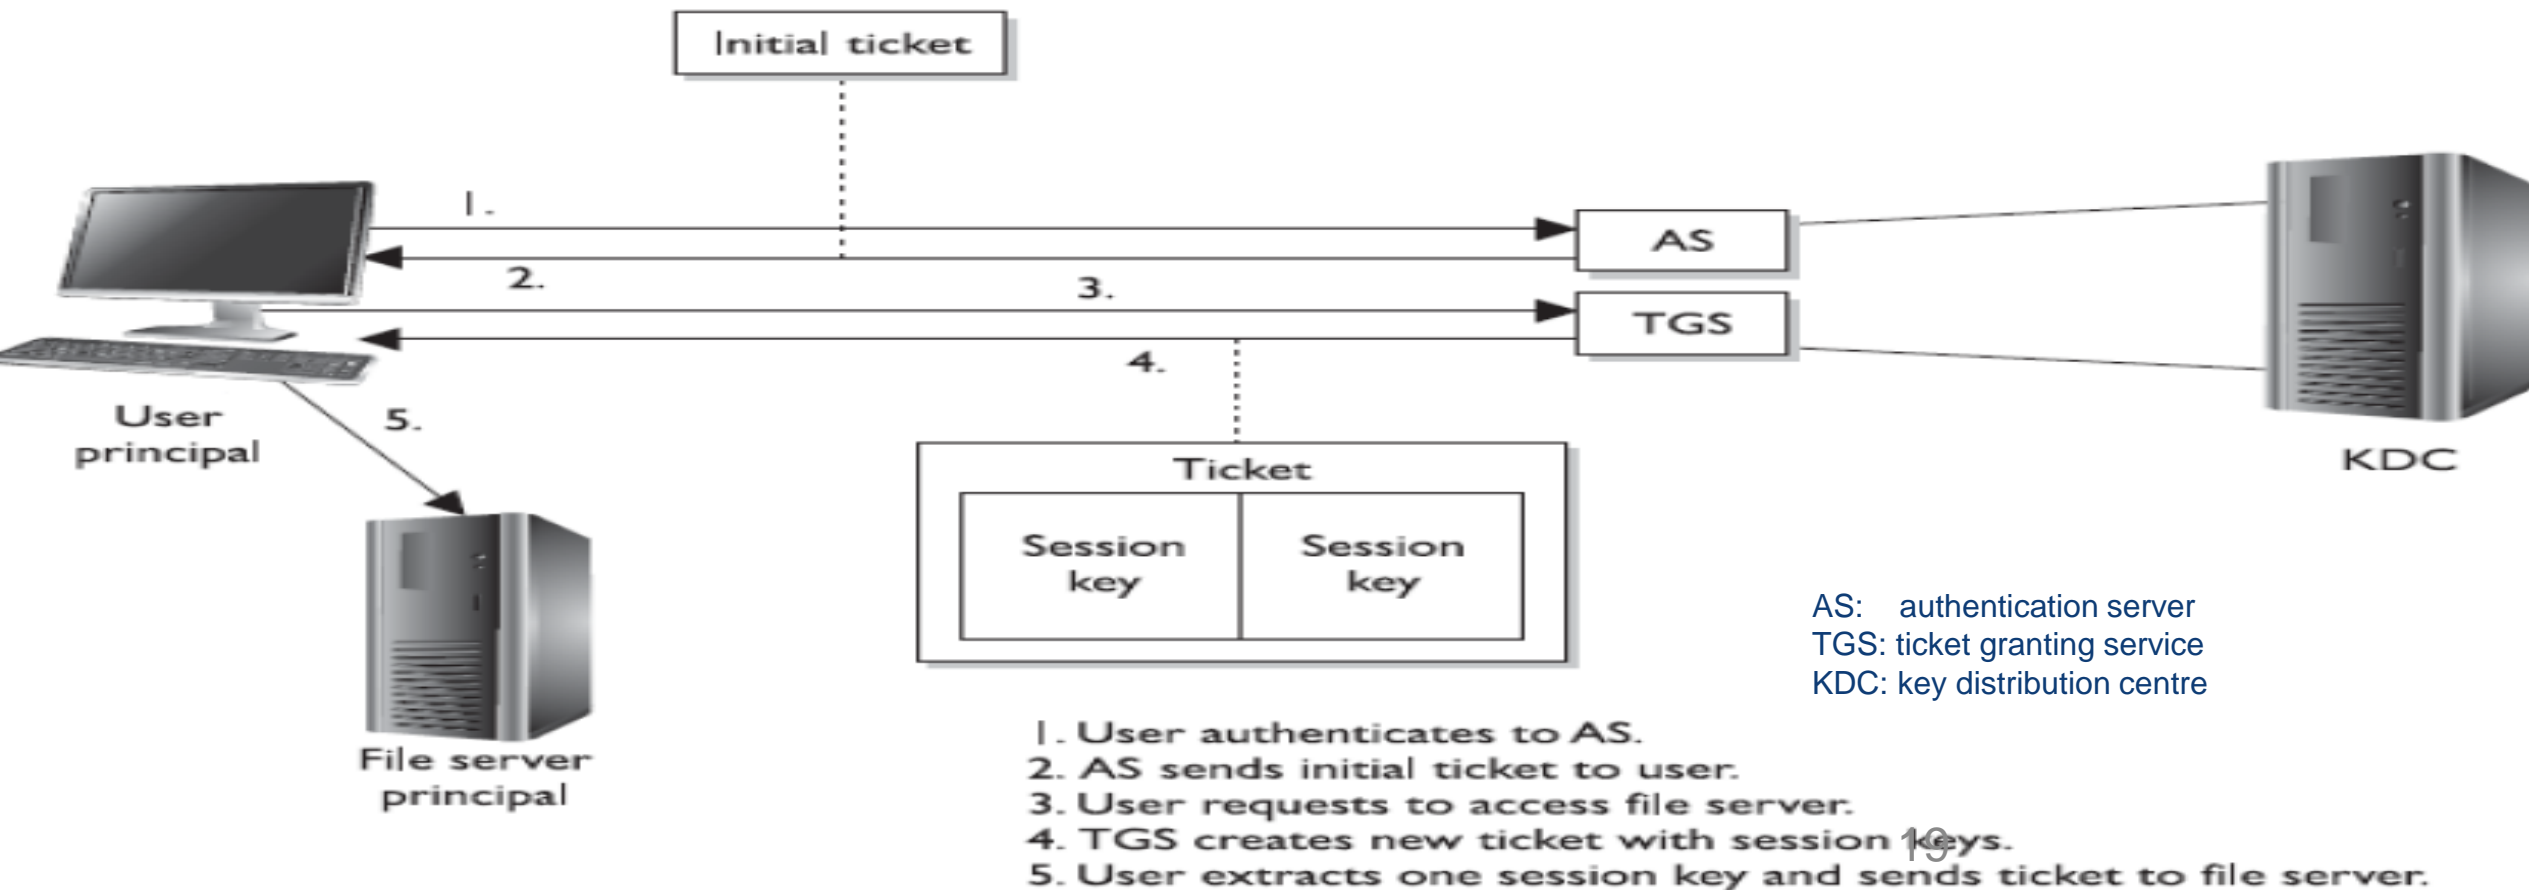 Initial ticket
1.
AS
2.
3.
TGS
4.
5.
User
principal
KDC
Ticket
Session
key
Session
key
File server
principal
AS: authentication server
TGS: ticket granting service
KDC: key distribution centre
1. User authenticates to AS.
2. AS sends initial ticket to user.
3. User requests to access file server.
4. TGS creates new ticket with session keys.
19
5. User extracts one session key and sends ticket to file server.